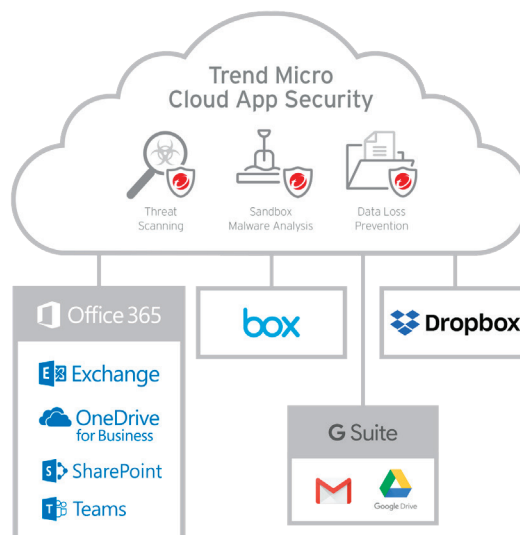 Trend Micro
Cloud App Security
Threat
Scanning
Sandbox
Malware Analysis
Data Loss
Prevention
Office 365
box
Dropbox
E Exchange
OneDrive
for Business
S SharePoint
T Teams
G Suite
Google Drive